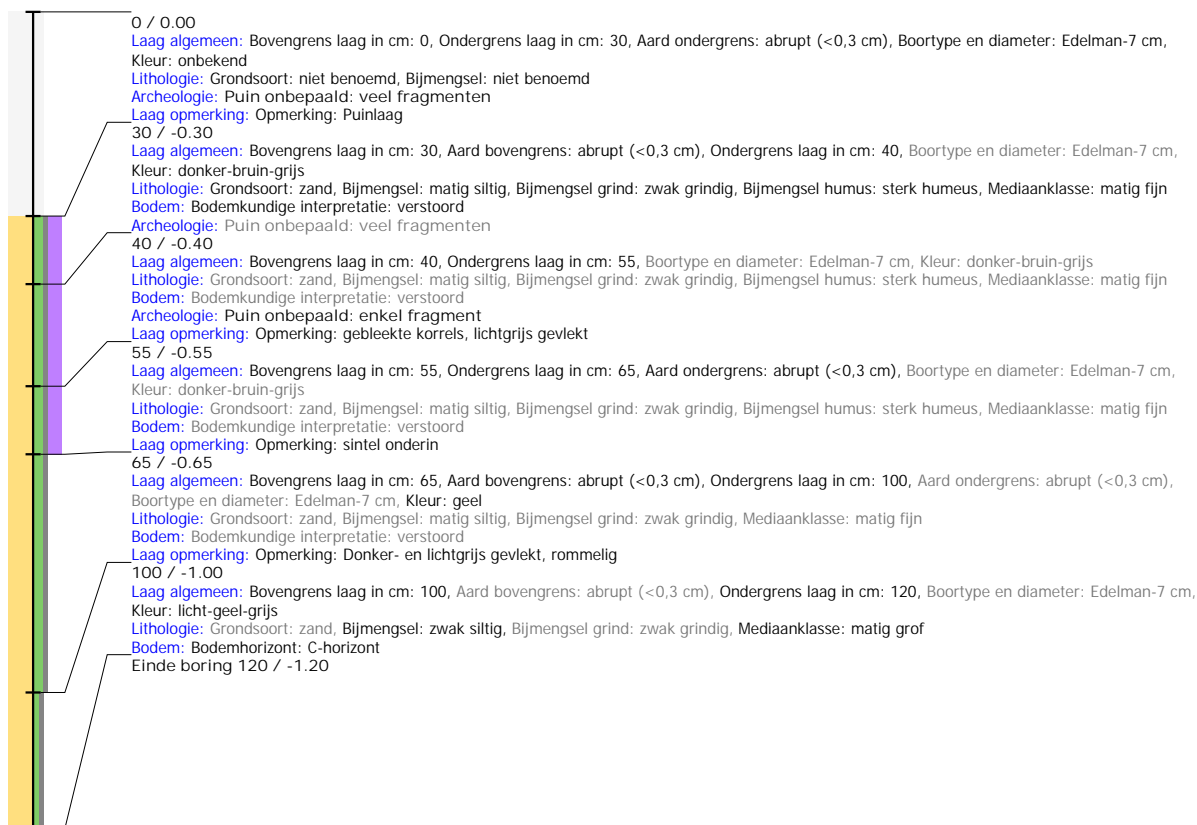 0 / 0.00
Laag algemeen: Bovengrens laag in cm: 0, Ondergrens laag in cm: 30, Aard ondergrens: abrupt (<0,3 cm), Boortype en diameter: Edelman-7 cm,
Kleur: onbekend
Lithologie: Grondsoort: niet benoemd, Bijmengsel: niet benoemd
Archeologie: Puin onbepaald: veel fragmenten
Laag opmerking: Opmerking: Puinlaag
30 / -0.30
Laag algemeen: Bovengrens laag in cm: 30, Aard bovengrens: abrupt (<0,3 cm), Ondergrens laag in cm: 40, Boortype en diameter: Edelman-7 cm,
Kleur: donker-bruin-grijs
Lithologie: Grondsoort: zand, Bijmengsel: matig siltig, Bijmengsel grind: zwak grindig, Bijmengsel humus: sterk humeus, Mediaanklasse: matig fijn
Bodem: Bodemkundige interpretatie: verstoord
Archeologie: Puin onbepaald: veel fragmenten
40 / -0.40
Laag algemeen: Bovengrens laag in cm: 40, Ondergrens laag in cm: 55, Boortype en diameter: Edelman-7 cm, Kleur: donker-bruin-grijs
Lithologie: Grondsoort: zand, Bijmengsel: matig siltig, Bijmengsel grind: zwak grindig, Bijmengsel humus: sterk humeus, Mediaanklasse: matig fijn
Bodem: Bodemkundige interpretatie: verstoord
Archeologie: Puin onbepaald: enkel fragment
Laag opmerking: Opmerking: gebleekte korrels, lichtgrijs gevlekt
55 / -0.55
Laag algemeen: Bovengrens laag in cm: 55, Ondergrens laag in cm: 65, Aard ondergrens: abrupt (<0,3 cm), Boortype en diameter: Edelman-7 cm,
Kleur: donker-bruin-grijs
Lithologie: Grondsoort: zand, Bijmengsel: matig siltig, Bijmengsel grind: zwak grindig, Bijmengsel humus: sterk humeus, Mediaanklasse: matig fijn
Bodem: Bodemkundige interpretatie: verstoord
Laag opmerking: Opmerking: sintel onderin
65 / -0.65
Laag algemeen: Bovengrens laag in cm: 65, Aard bovengrens: abrupt (<0,3 cm), Ondergrens laag in cm: 100, Aard ondergrens: abrupt (<0,3 cm),
Boortype en diameter: Edelman-7 cm, Kleur: geel
Lithologie: Grondsoort: zand, Bijmengsel: matig siltig, Bijmengsel grind: zwak grindig, Mediaanklasse: matig fijn
Bodem: Bodemkundige interpretatie: verstoord
Laag opmerking: Opmerking: Donker- en lichtgrijs gevlekt, rommelig
100 / -1.00
Laag algemeen: Bovengrens laag in cm: 100, Aard bovengrens: abrupt (<0,3 cm), Ondergrens laag in cm: 120, Boortype en diameter: Edelman-7 cm,
Kleur: licht-geel-grijs
Lithologie: Grondsoort: zand, Bijmengsel: zwak siltig, Bijmengsel grind: zwak grindig, Mediaanklasse: matig grof
Bodem: Bodemhorizont: C-horizont
Einde boring 120 / -1.20